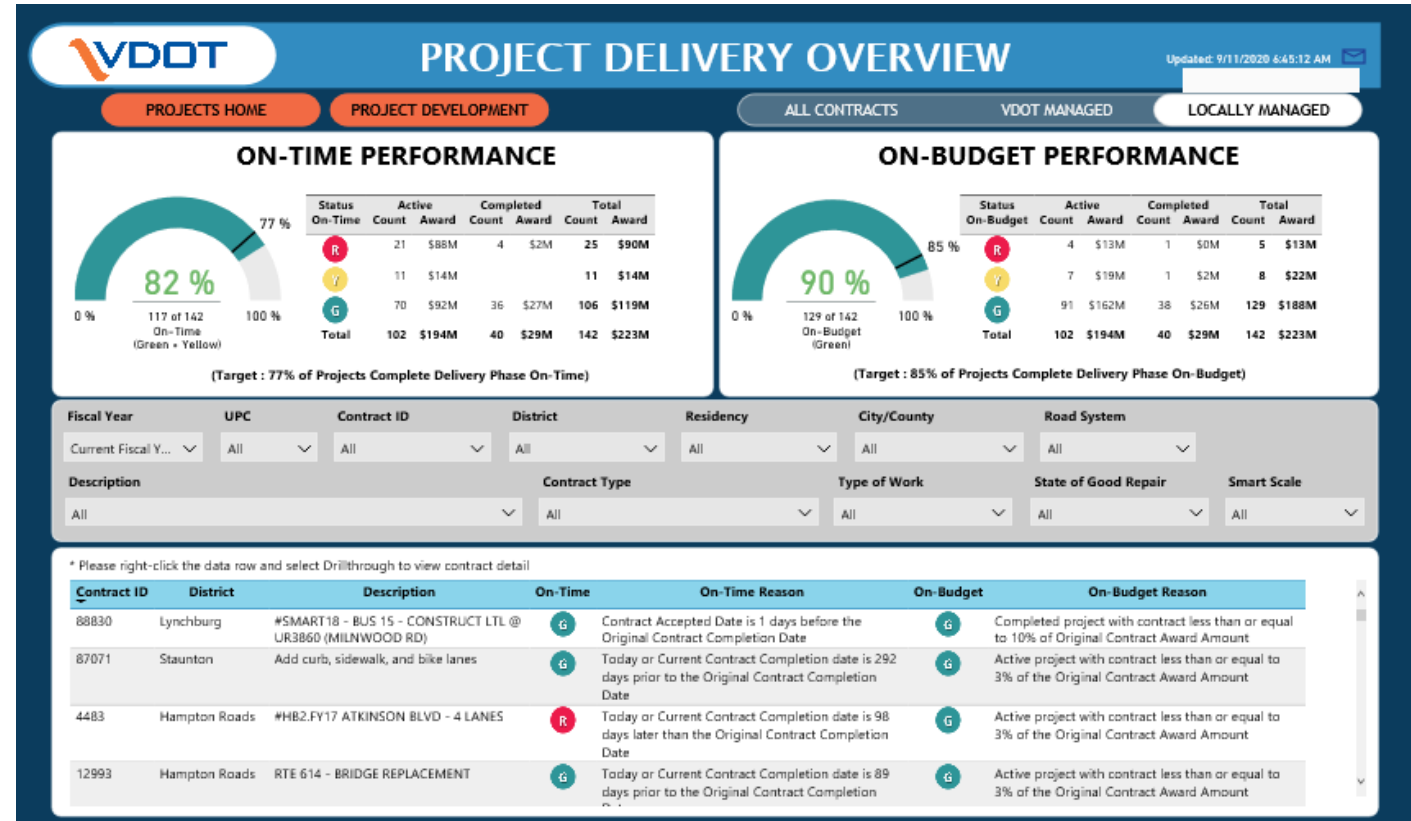 VDOT
PROJECT DELIVERY OVERVIEW
Updated: 9/11/2020 6:45:12 AM
PROJECTS HOME
PROJECT DEVELOPMENT
ALL CONTRACTS
VDOT MANAGED
LOCALLY MANAGED
ON-TIME PERFORMANCE
77 %
82 %
0 %
117 of 142
100 %
On-Time
(Green + Yellow)
Status Active Completed Total
On-Time Count Award Count Award Count Award
R 21 $88M 4 $2M 25 $90M
Y 11 $14M 11 $14M
G 70 $92M 36 $27M 106 $119M
Total 102 $194M 40 $29M 142 $223M
(Target : 77% of Projects Complete Delivery Phase On-Time)
ON-BUDGET PERFORMANCE
85 %
90 %
0 %
129 of 142
100 %
On-Budget
(Green)
Status Active Completed Total
On-Budget Count Award Count Award Count Award
R 4 $13M 1 $0M 5 $13M
Y 7 $19M 1 $2M 8 $22M
G 91 $162M 38 $26M 129 $188M
Total 102 $194M 40 $29M 142 $223M
(Target : 85% of Projects Complete Delivery Phase On-Budget)
Fiscal Year UPC Contract ID District Residency City/County Road System
Current Fiscal Y... All All All All All All
Description Contract Type Type of Work State of Good Repair Smart Scale
All All All All All
* Please right-click the data row and select Drillthrough to view contract detail
Contract ID District Description On-Time On-Time Reason On-Budget On-Budget Reason
88830 Lynchburg #SMART18 - BUS 15 - CONSTRUCT LTL @ G Contract Accepted Date is 1 days before the G Completed project with contract less than or equal
UR3860 (MILNWOOD RD) Original Contract Completion Date to 10% of Original Contract Award Amount
87071 Staunton Add curb, sidewalk, and bike lanes G Today or Current Contract Completion date is 292 G Active project with contract less than or equal to
days prior to the Original Contract Completion 3% of the Original Contract Award Amount
Date
4483 Hampton Roads #HB2.FY17 ATKINSON BLVD - 4 LANES R Today or Current Contract Completion date is 98 G Active project with contract less than or equal to
days later than the Original Contract Completion 3% of the Original Contract Award Amount
Date
12993 Hampton Roads RTE 614 - BRIDGE REPLACEMENT G Today or Current Contract Completion date is 89 G Active project with contract less than or equal to
days prior to the Original Contract Completion 3% of the Original Contract Award Amount